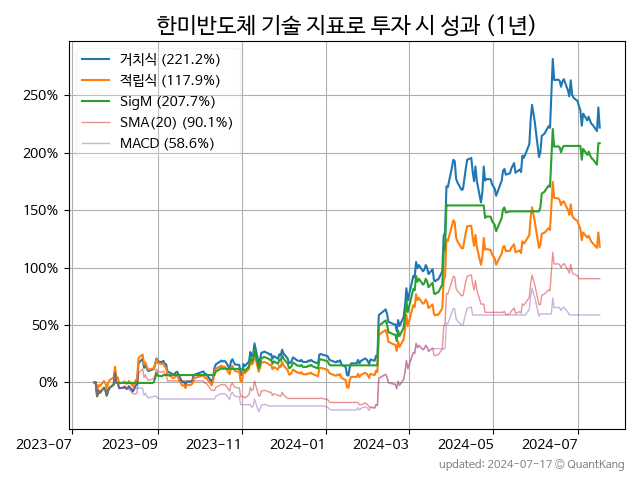 한미반도체 기술 지표로 투자 시 성과 (1년)
거치식 (221.2%)
적립식 (117.9%)
SigM (207.7%)
SMA(20) (90.1%)
MACD (58.6%)
250%
200%
150%
100%
50%
0%
2023-07
2023-09
2023-11
2024-01
2024-03
2024-05
2024-07
updated: 2024-07-17 © QuantKang